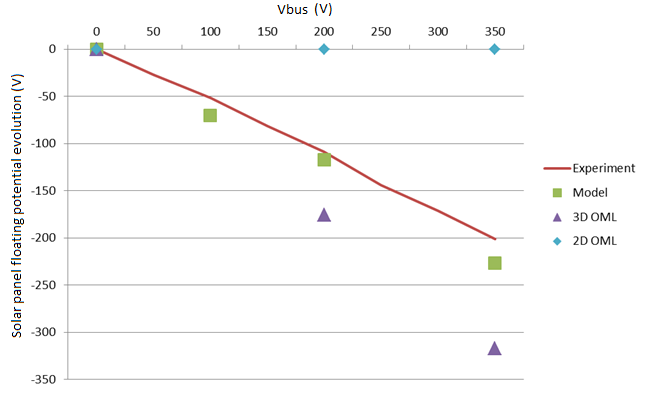 Vbus (V)
0 50 100 150 200 250 300 350
0
-50
-100
-150
-200
-250
-300
-350
Solar panel floating potential evolution (V)
Experiment
Model
3D OML
2D OML